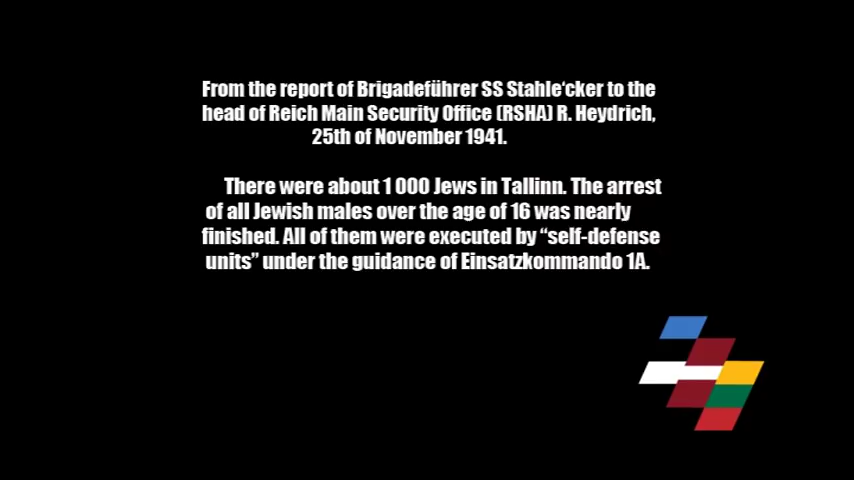 From the report of Brigadeführer SS Stahle‘cker to the
head of Reich Main Security Office (RSHA) R. Heydrich,
25th of November 1941.
There were about 1 000 Jews in Tallinn. The arrest
of all Jewish males over the age of 16 was nearly
finished. All of them were executed by “self-defense
units” under the guidance of Einsatzkommando 1A.